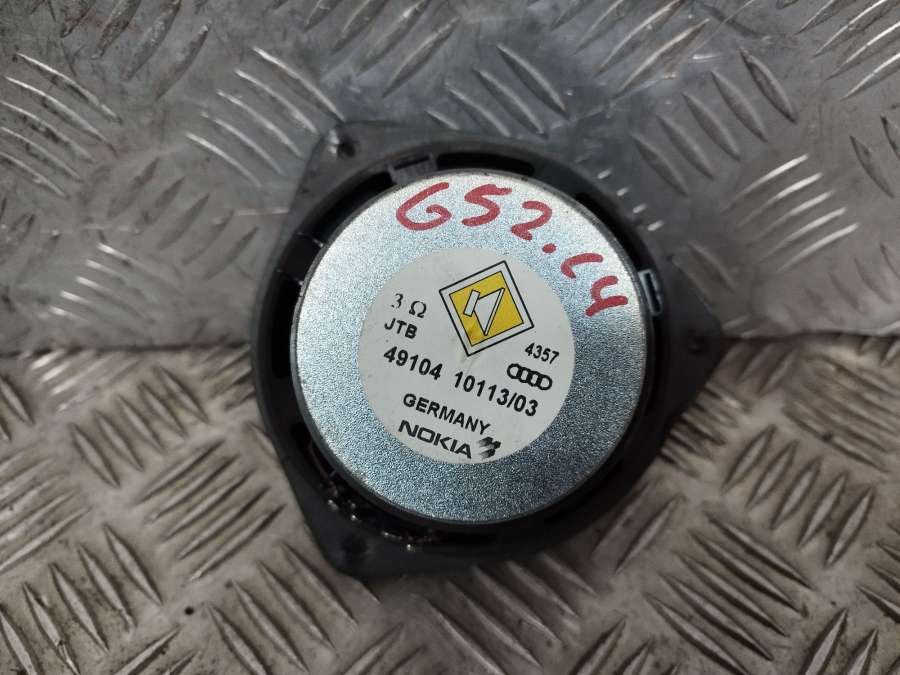 G52.C4
3 Ω
JTB
4357
49104 10113/03
GERMANY
NOKIA